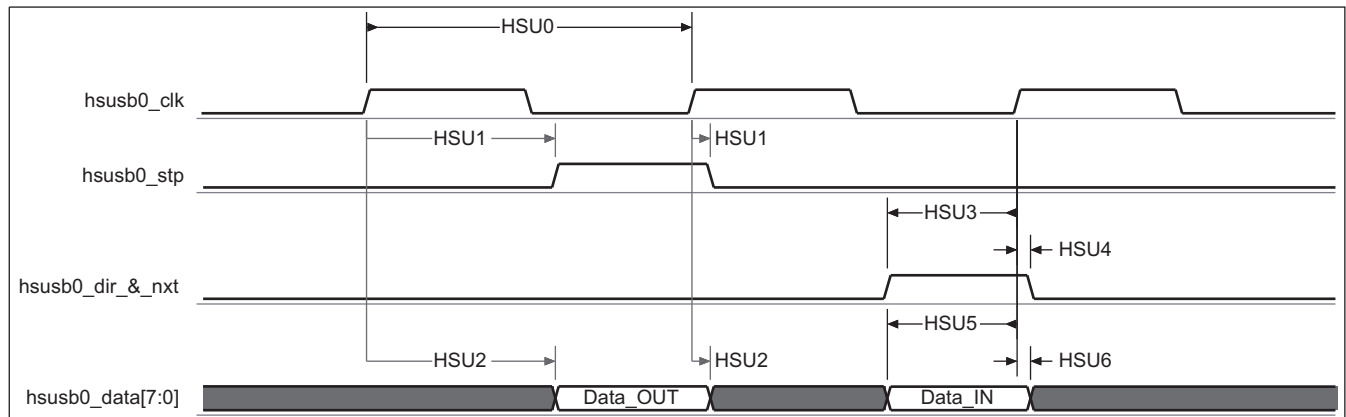 HSU0
hsusb0_clk
HSU1 HSU1
hsusb0_stp
HSU3
HSU4
hsusb0_dir_&_nxt
HSU5
HSU2 HSU2 HSU6
hsusb0_data[7:0] Data_OUT Data_IN